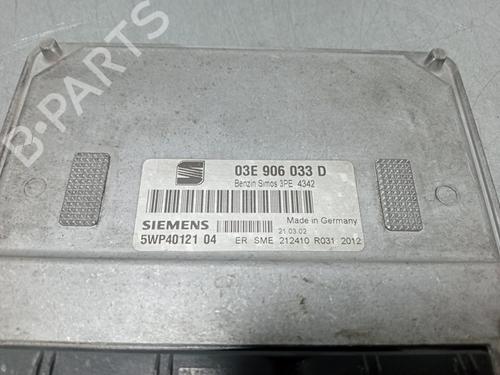 B-PARTS
03E 906 033 D
Benzin Simos 3PE 4342
SIEMENS
Made in Germany
21.03.02
5WP40121 04
ER SME 212410 R031 2012